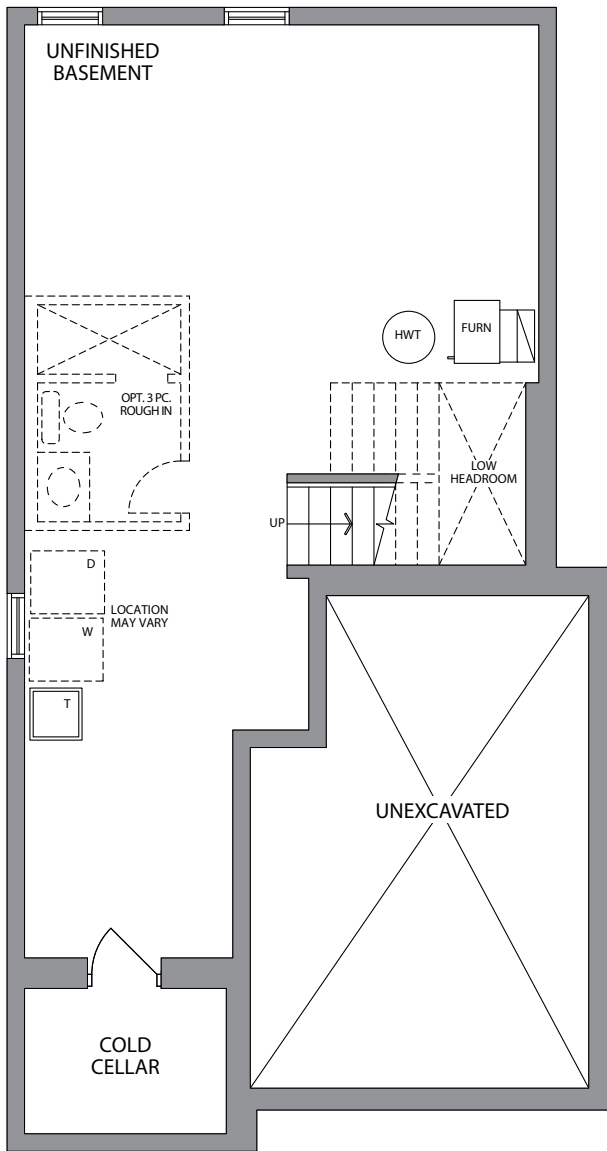 UNFINISHED
BASEMENT
HWT
FURN
OPT. 3 PC.
ROUGH IN
LOW
HEADROOM
UP
D
LOCATION
MAY VARY
W
T
UNEXCAVATED
COLD
CELLAR